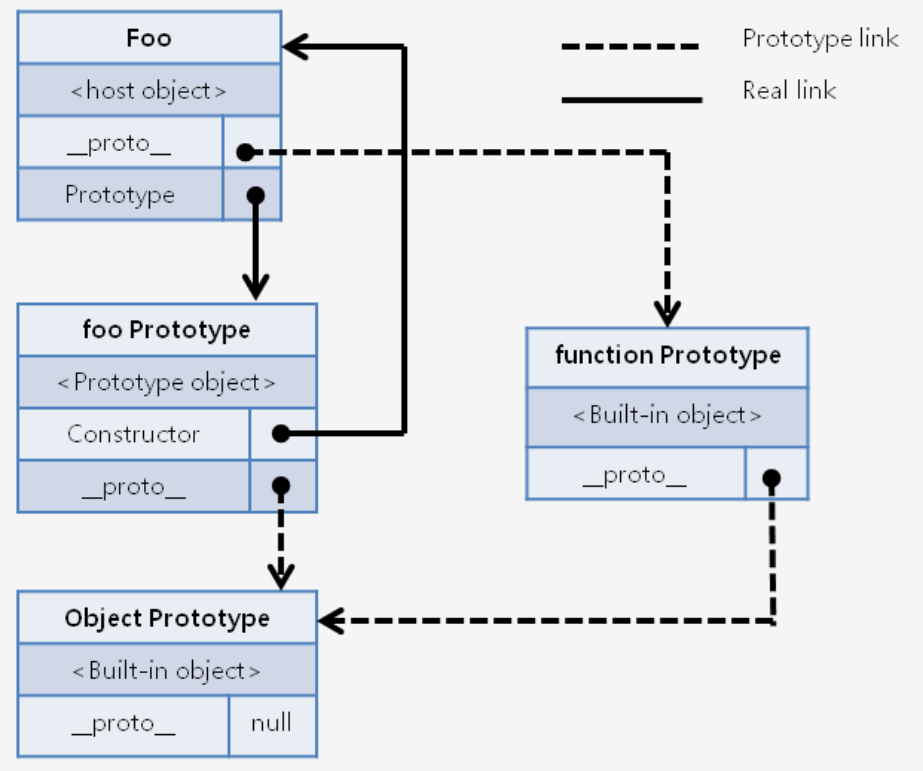 Foo
<host object>
__proto__
Prototype
Prototype link
Real link
foo Prototype
<Prototype object>
Constructor
__proto__
function Prototype
<Built-in object>
__proto__
Object Prototype
<Built-in object>
__proto__ null